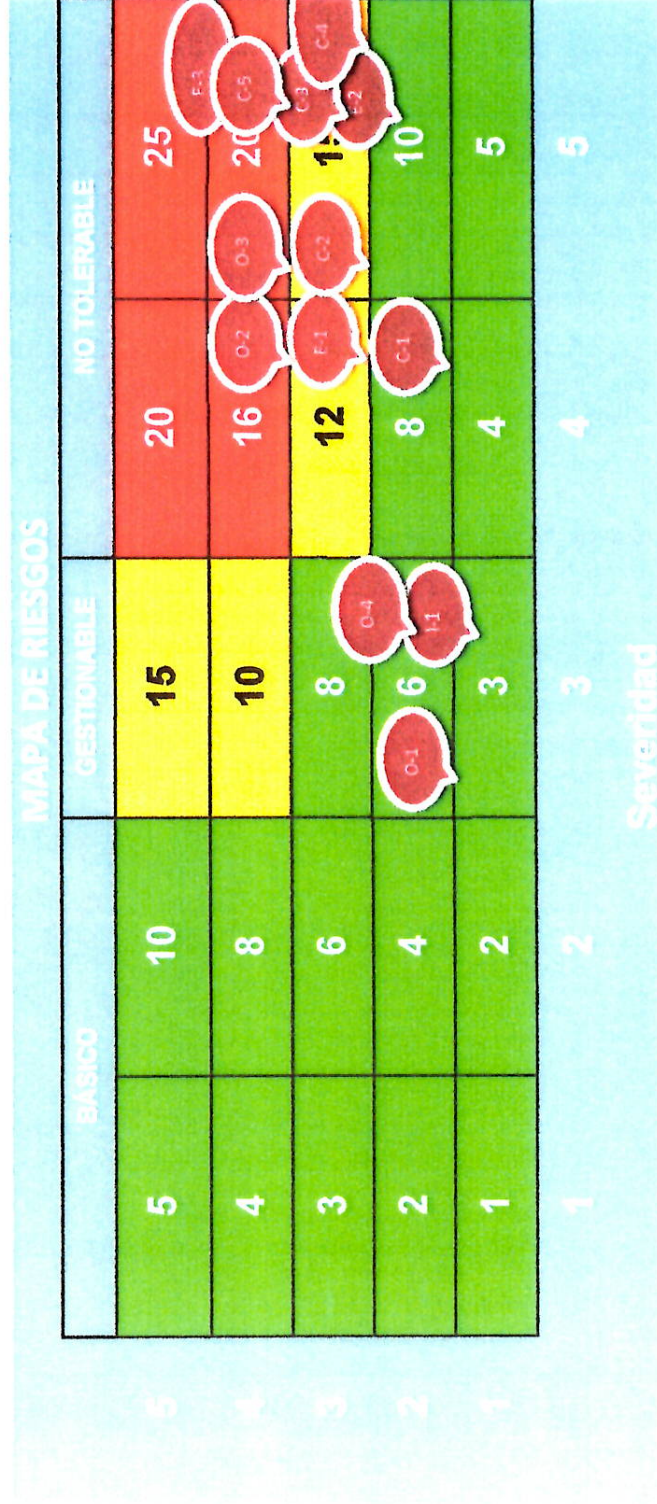 MAPA DE RIESGOS
BÁSICO GESTIONABLE NO TOLERABLE
5 5 10 15 20 25 E-3
4 4 8 10 16 O-2 O-3 20 C-5
3 3 6 8 12 E-1 C-2 15 C-3 C-4
2 2 4 O-1 6 O-4 I-1 8 C-1 10 E-2
1 1 2 3 4 5
1 2 3 4 5
Severidad